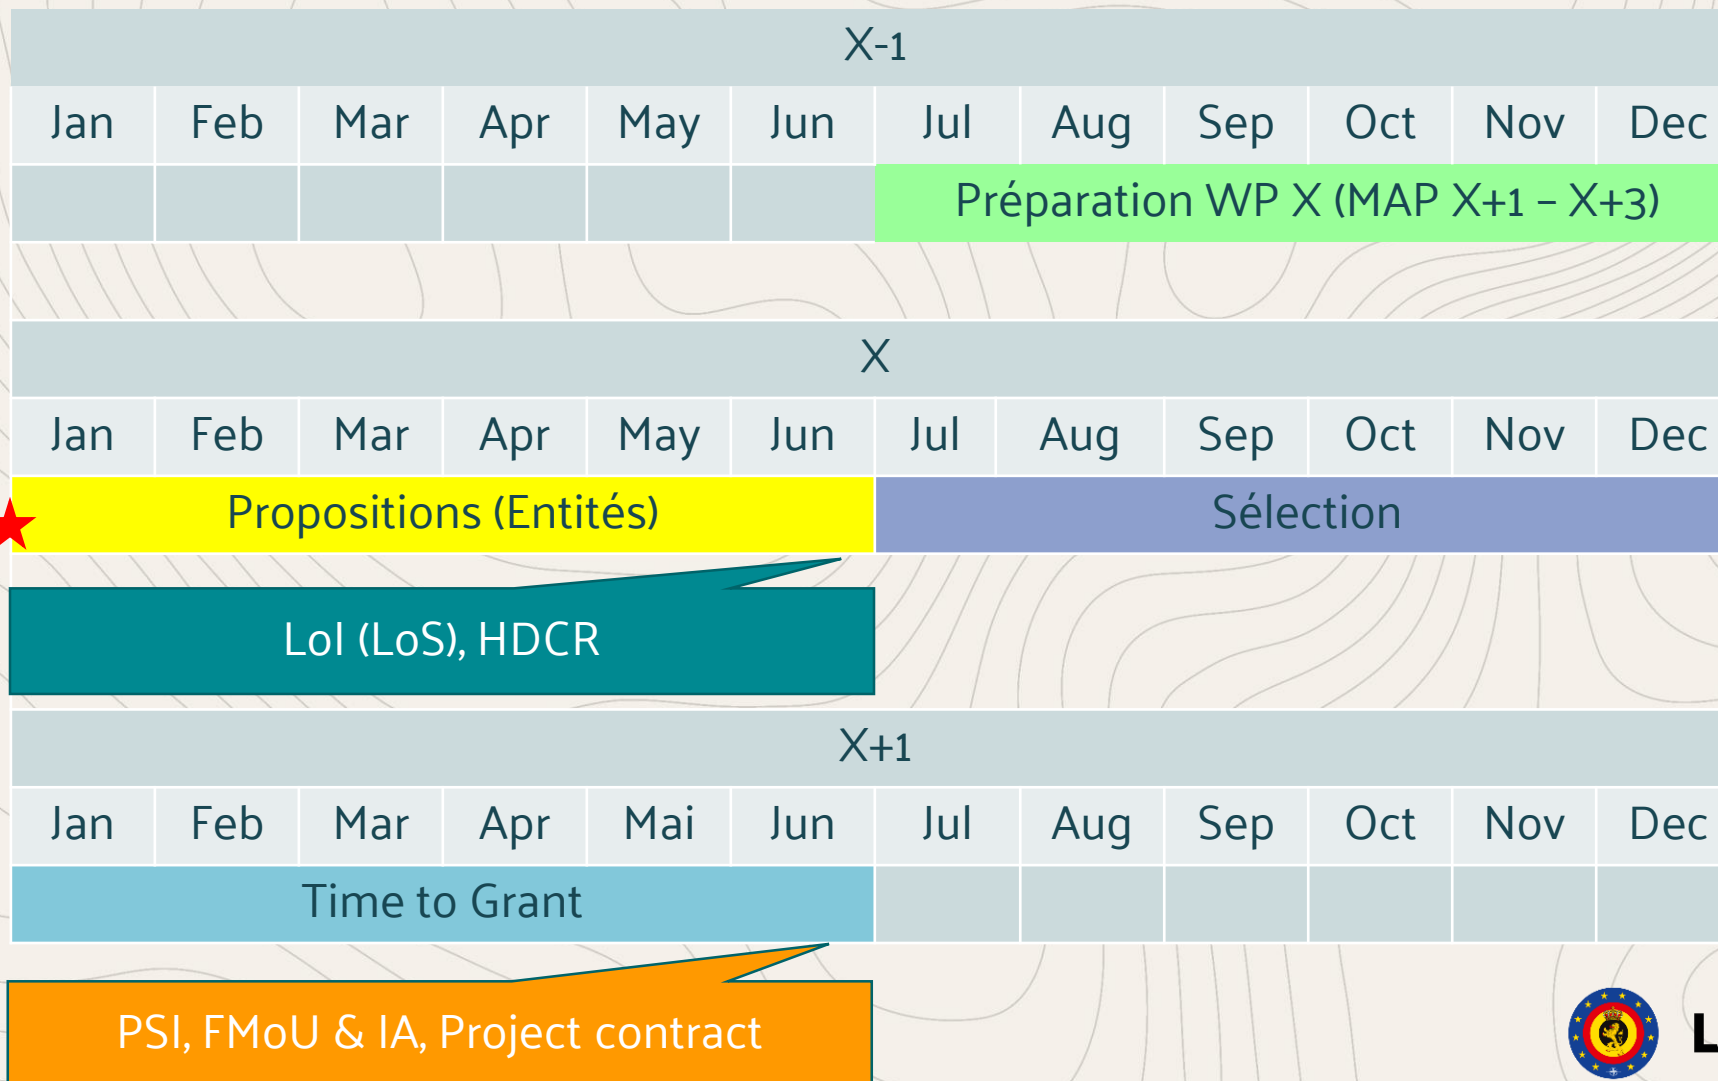 X-1
Jan Feb Mar Apr May Jun Jul Aug Sep Oct Nov Dec
Préparation WP X (MAP X+1 – X+3)
X
Jan Feb Mar Apr May Jun Jul Aug Sep Oct Nov Dec
Propositions (Entités) Sélection
LoI (LoS), HDCR
X+1
Jan Feb Mar Apr Mai Jun Jul Aug Sep Oct Nov Dec
Time to Grant
PSI, FMoU & IA, Project contract
L